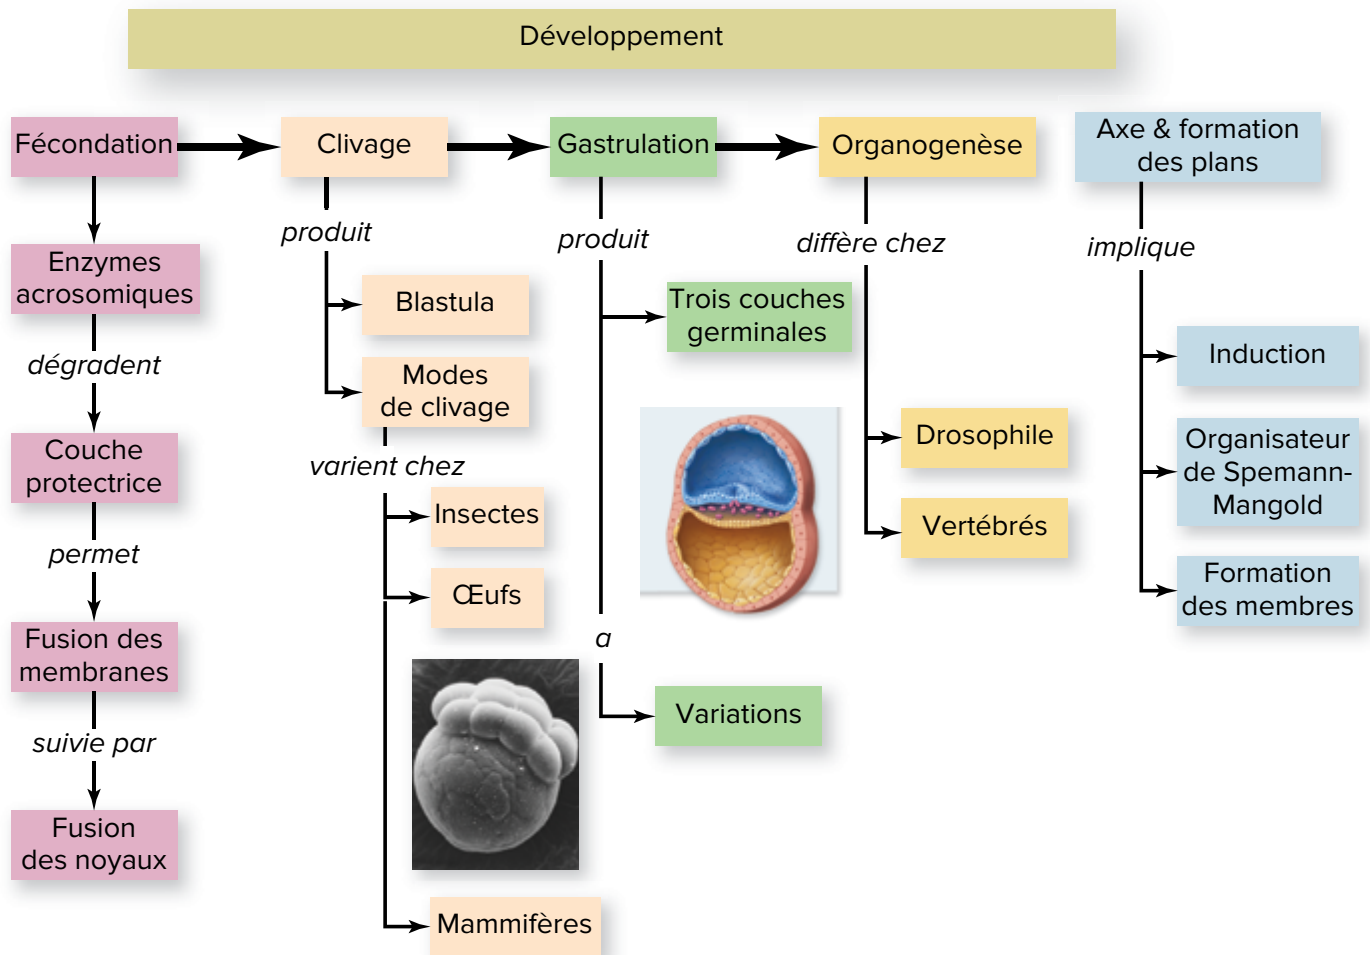 Développement
Fécondation
Clivage
Gastrulation
Organogenèse
Axe & formation
des plans
produit
produit
diffère chez
implique
Enzymes
acrosomiques
dégradent
Couche
protectrice
permet
Fusion des
membranes
suivie par
Fusion
des noyaux
Blastula
Modes
de clivage
varient chez
Insectes
Œufs
Mammifères
Trois couches
germinales
a
Variations
Drosophile
Vertébrés
Induction
Organisateur
de Spemann-
Mangold
Formation
des membres